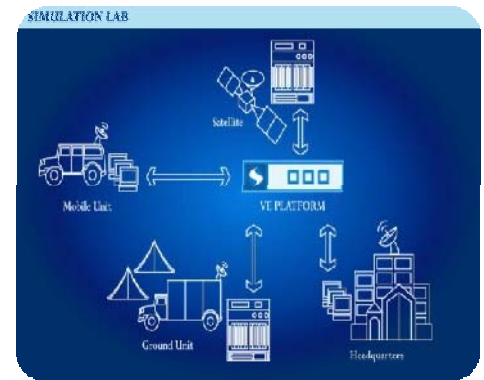 SIMULATION LAB
Satellite
Mobile Unit
VE PLATFORM
Ground Unit
Headquarters